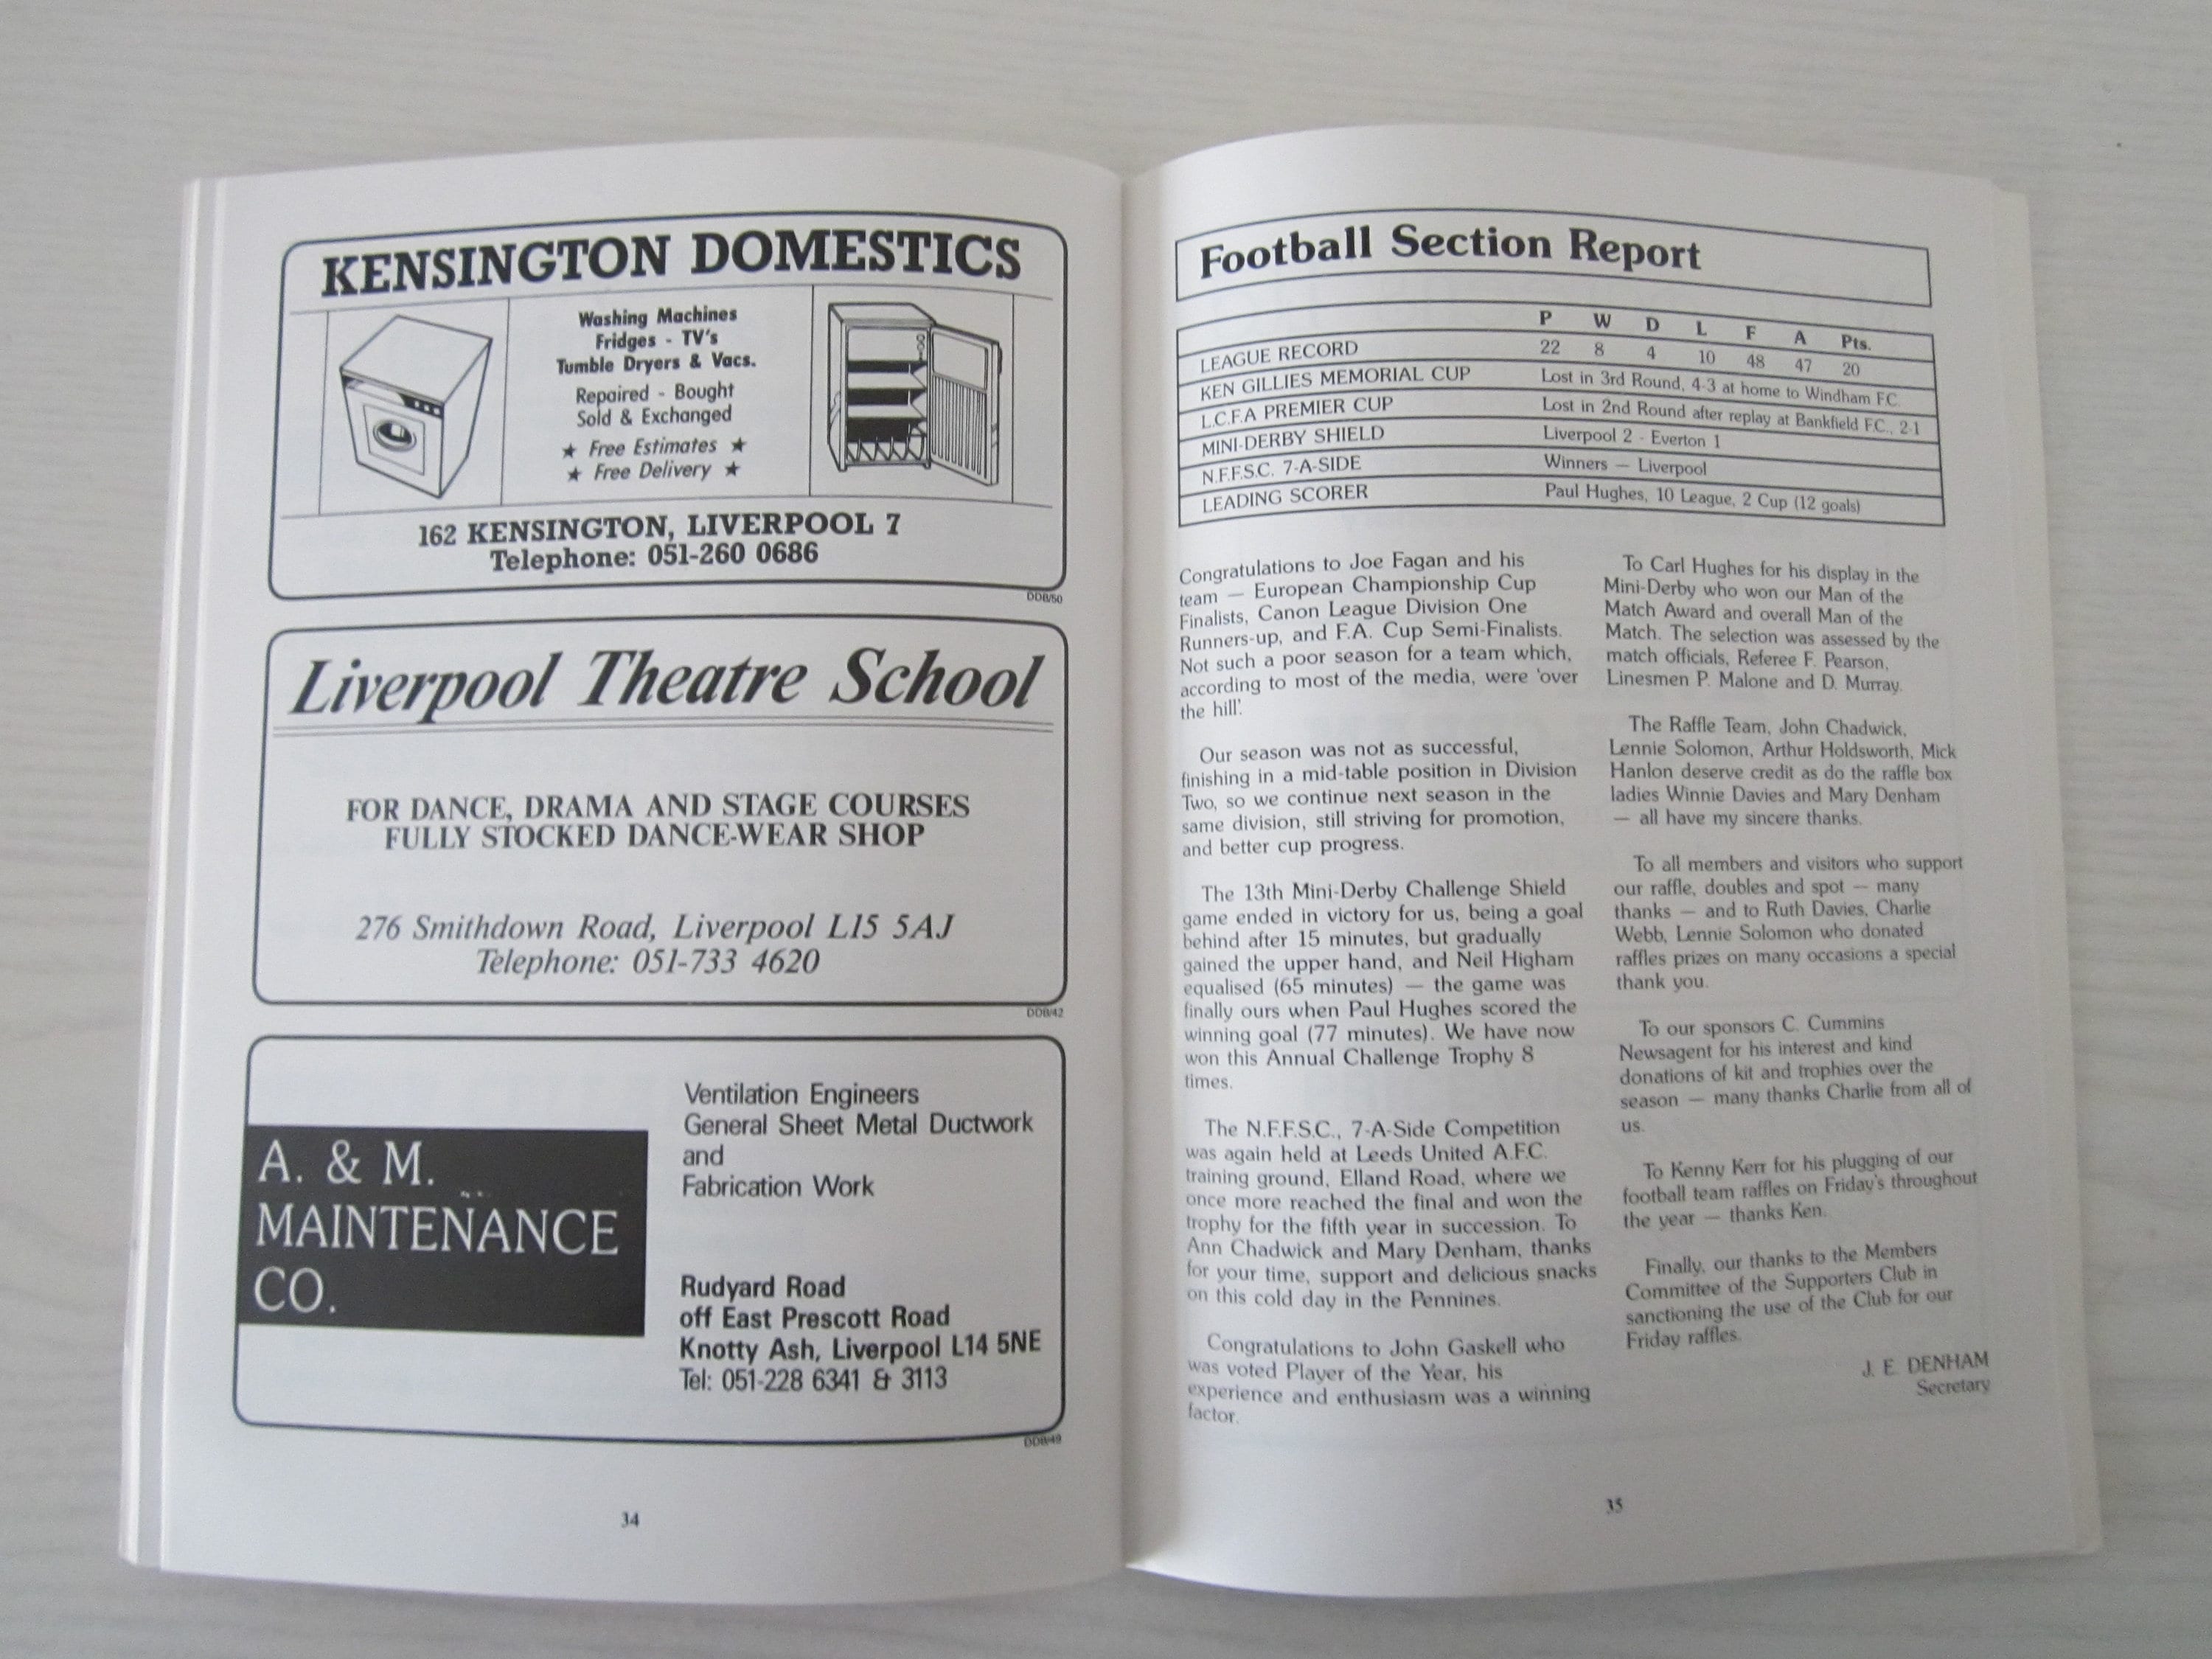 KENSINGTON DOMESTICS
Washing Machines
Fridges - TV's
Tumble Dryers & Vacs.
Repaired - Bought
Sold & Exchanged
★ Free Estimates ★
★ Free Delivery ★
162 KENSINGTON, LIVERPOOL 7
Telephone: 051-260 0686
DDB/50
Liverpool Theatre School
FOR DANCE, DRAMA AND STAGE COURSES
FULLY STOCKED DANCE-WEAR SHOP
276 Smithdown Road, Liverpool L15 5AJ
Telephone: 051-733 4620
DDB/42
A. & M.
MAINTENANCE
CO.
Ventilation Engineers
General Sheet Metal Ductwork
and
Fabrication Work
Rudyard Road
off East Prescott Road
Knotty Ash, Liverpool L14 5NE
Tel: 051-228 6341 & 3113
DDB/49
34
Football Section Report
P W D L F A Pts.
LEAGUE RECORD 22 8 4 10 48 47 20
KEN GILLIES MEMORIAL CUP Lost in 3rd Round, 4-3 at home to Windham F.C.
L.C.F.A PREMIER CUP Lost in 2nd Round after replay at Bankfield F.C., 2-1
MINI-DERBY SHIELD Liverpool 2 - Everton 1
N.F.F.S.C. 7-A-SIDE Winners — Liverpool
LEADING SCORER Paul Hughes, 10 League, 2 Cup (12 goals)
Congratulations to Joe Fagan and his
team — European Championship Cup
Finalists, Canon League Division One
Runners-up, and F.A. Cup Semi-Finalists.
Not such a poor season for a team which,
according to most of the media, were 'over
the hill'.
Our season was not as successful,
finishing in a mid-table position in Division
Two, so we continue next season in the
same division, still striving for promotion,
and better cup progress.
The 13th Mini-Derby Challenge Shield
game ended in victory for us, being a goal
behind after 15 minutes, but gradually
gained the upper hand, and Neil Higham
equalised (65 minutes) — the game was
finally ours when Paul Hughes scored the
winning goal (77 minutes). We have now
won this Annual Challenge Trophy 8
times.
The N.F.F.S.C., 7-A-Side Competition
was again held at Leeds United A.F.C.
training ground, Elland Road, where we
once more reached the final and won the
trophy for the fifth year in succession. To
Ann Chadwick and Mary Denham, thanks
for your time, support and delicious snacks
on this cold day in the Pennines.
Congratulations to John Gaskell who
was voted Player of the Year, his
experience and enthusiasm was a winning
factor.
To Carl Hughes for his display in the
Mini-Derby who won our Man of the
Match Award and overall Man of the
Match. The selection was assessed by the
match officials, Referee F. Pearson,
Linesmen P. Malone and D. Murray.
The Raffle Team, John Chadwick,
Lennie Solomon, Arthur Holdsworth, Mick
Hanlon deserve credit as do the raffle box
ladies Winnie Davies and Mary Denham
— all have my sincere thanks.
To all members and visitors who support
our raffle, doubles and spot — many
thanks — and to Ruth Davies, Charlie
Webb, Lennie Solomon who donated
raffles prizes on many occasions a special
thank you.
To our sponsors C. Cummins
Newsagent for his interest and kind
donations of kit and trophies over the
season — many thanks Charlie from all of
us.
To Kenny Kerr for his plugging of our
football team raffles on Friday's throughout
the year — thanks Ken.
Finally, our thanks to the Members
Committee of the Supporters Club in
sanctioning the use of the Club for our
Friday raffles.
J. E. DENHAM
Secretary
35